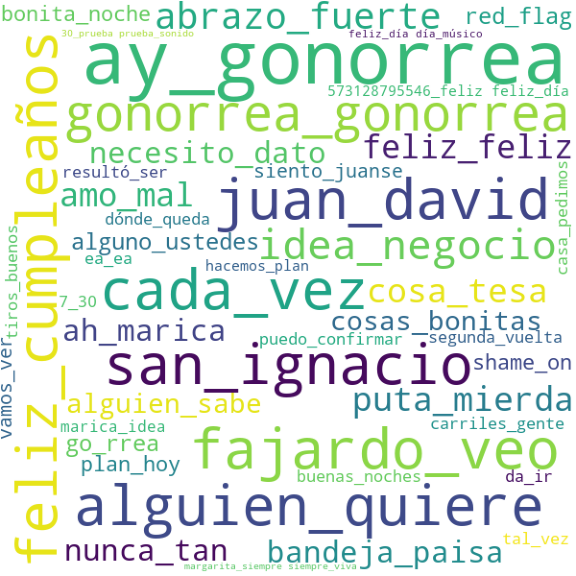 bonita_noche
abrazo_fuerte
red_flag
30_prueba prueba_sonido
feliz_día día_músico
ay_gonorrea
573128795546_feliz feliz_día
gonorrea_gonorrea
feliz_cumpleaños
necesito_dato
feliz_feliz
resultó_ser
siento_juanse
casa_pedimos
amo_mal
juan_david
dónde_queda
tiros_buenos
alguno_ustedes
idea_negocio
ea_ea
hacemos_plan
7_30
cada_vez
cosa_tesa
ah_marica
cosas_bonitas
vamos_ver
puedo_confirmar
segunda_vuelta
san_ignacio
shame_on
alguien_sabe
puta_mierda
marica_idea
carriles_gente
go_rrea
fajardo_veo
plan_hoy
buenas_noches
da_ir
alguien_quiere
tal_vez
nunca_tan
bandeja_paisa
margarita_siempre siempre_viva